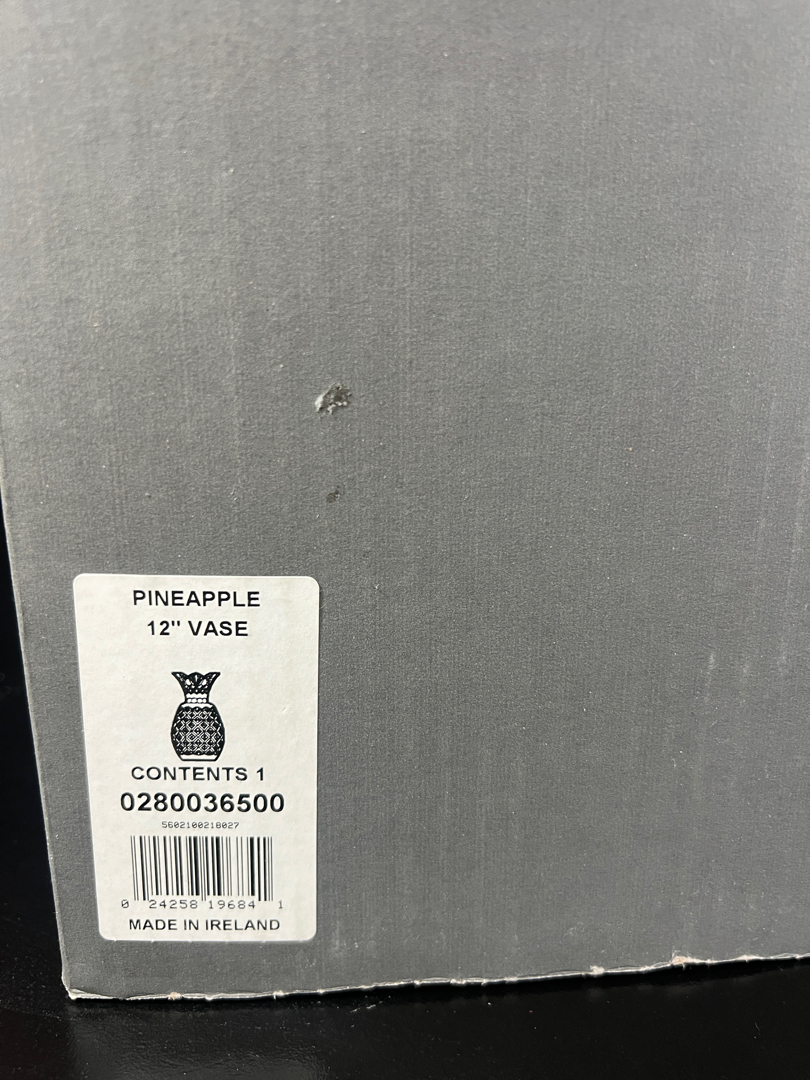 PINEAPPLE
12" VASE
CONTENTS 1
0280036500
5602100218027
0 24258 19684 1
MADE IN IRELAND